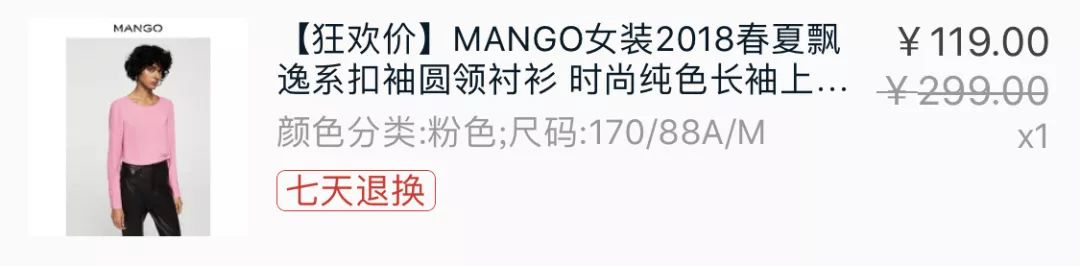 MANGO
【狂欢价】MANGO女装2018春夏飘
逸系扣袖圆领衬衫 时尚纯色长袖上...
¥119.00
¥299.00
颜色分类:粉色;尺码:170/88A/M
x1
七天退换